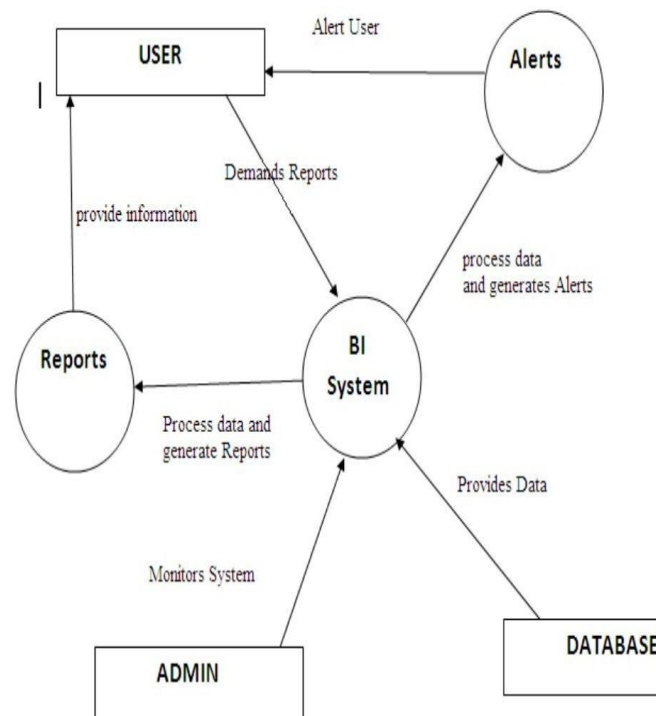 Alert User
USER
Alerts
Demands Reports
provide information
process data
and generates Alerts
BI
System
Reports
Process data and
generate Reports
Provides Data
Monitors System
DATABASE
ADMIN